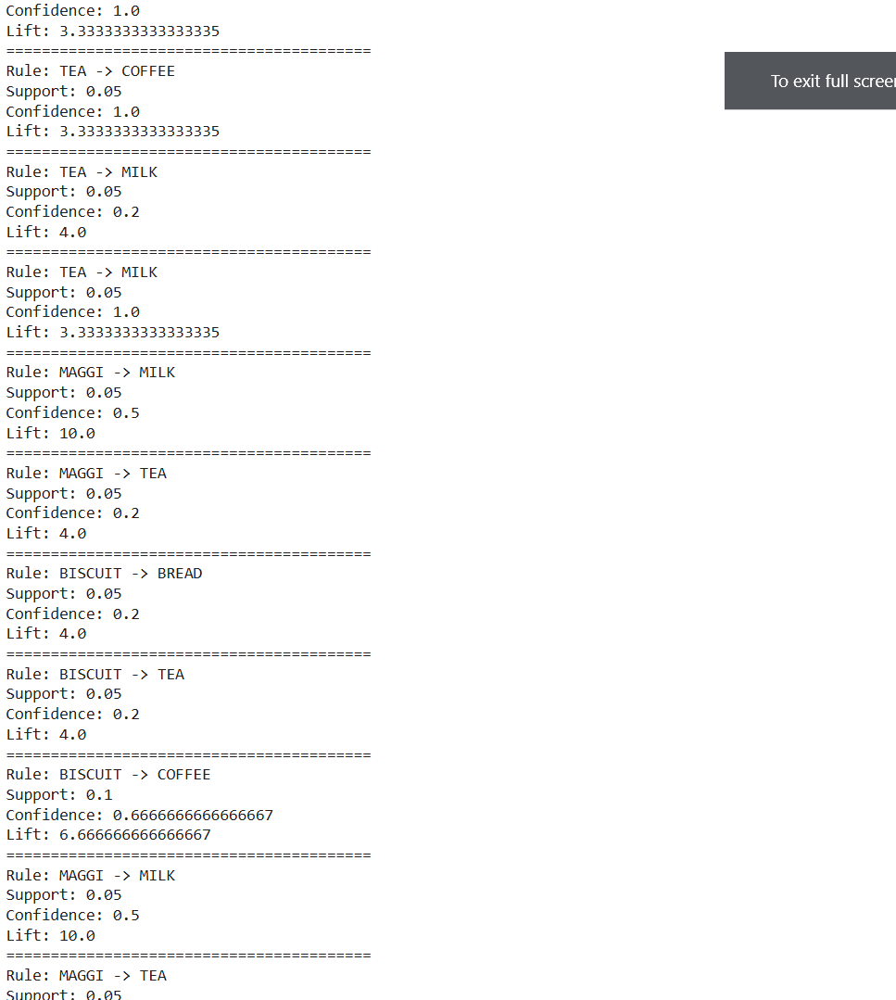 Confidence: 1.0
Lift: 3.3333333333333335
=========================================
Rule: TEA -> COFFEE
To exit full screen
Support: 0.05
Confidence: 1.0
Lift: 3.3333333333333335
=========================================
Rule: TEA -> MILK
Support: 0.05
Confidence: 0.2
Lift: 4.0
=========================================
Rule: TEA -> MILK
Support: 0.05
Confidence: 1.0
Lift: 3.3333333333333335
=========================================
Rule: MAGGI -> MILK
Support: 0.05
Confidence: 0.5
Lift: 10.0
=========================================
Rule: MAGGI -> TEA
Support: 0.05
Confidence: 0.2
Lift: 4.0
=========================================
Rule: BISCUIT -> BREAD
Support: 0.05
Confidence: 0.2
Lift: 4.0
=========================================
Rule: BISCUIT -> TEA
Support: 0.05
Confidence: 0.2
Lift: 4.0
=========================================
Rule: BISCUIT -> COFFEE
Support: 0.1
Confidence: 0.6666666666666667
Lift: 6.666666666666667
=========================================
Rule: MAGGI -> MILK
Support: 0.05
Confidence: 0.5
Lift: 10.0
=========================================
Rule: MAGGI -> TEA
Support: 0.05